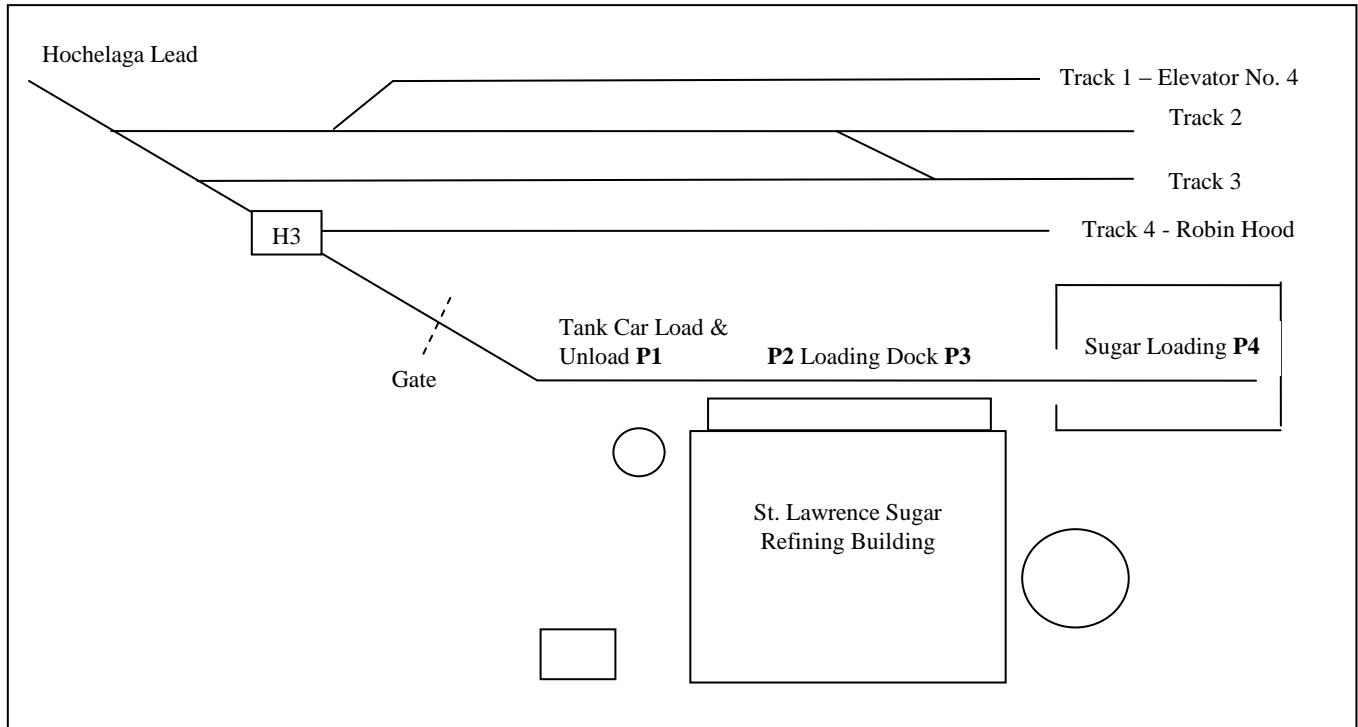 Hochelaga Lead
Track 1 – Elevator No. 4
Track 2
Track 3
H3
Track 4 - Robin Hood
Gate
Tank Car Load &
Unload P1
P2 Loading Dock P3
Sugar Loading P4
St. Lawrence Sugar
Refining Building